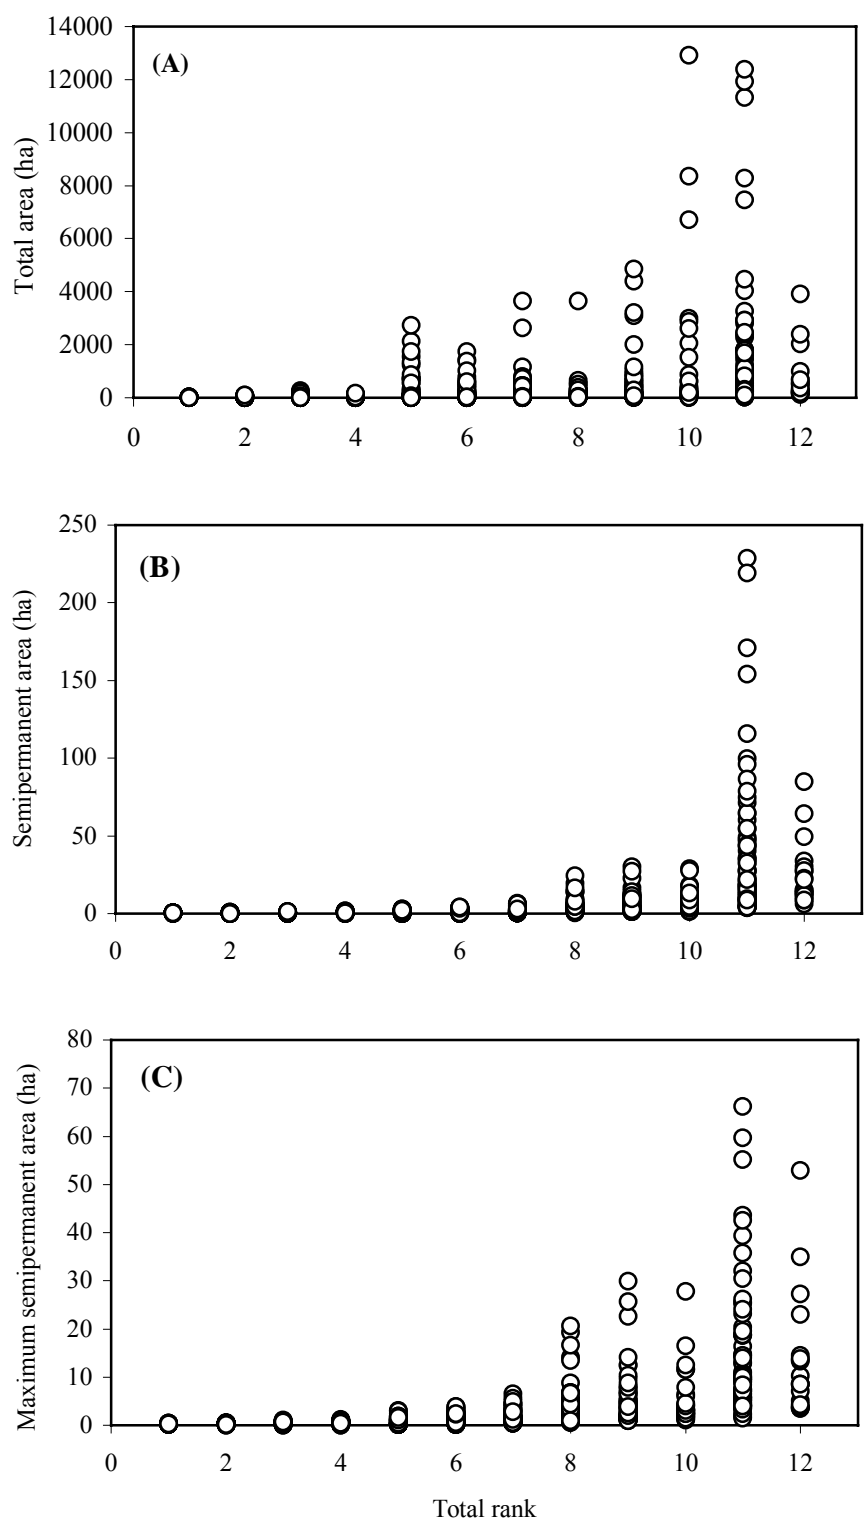 14000
(A)
12000
10000
8000
6000
4000
2000
0
Total area (ha)
0 2 4 6 8 10 12
250
(B)
200
150
100
50
0
Semipermanent area (ha)
0 2 4 6 8 10 12
80
(C)
70
60
50
40
30
20
10
0
Maximum semipermanent area (ha)
0 2 4 6 8 10 12
Total rank